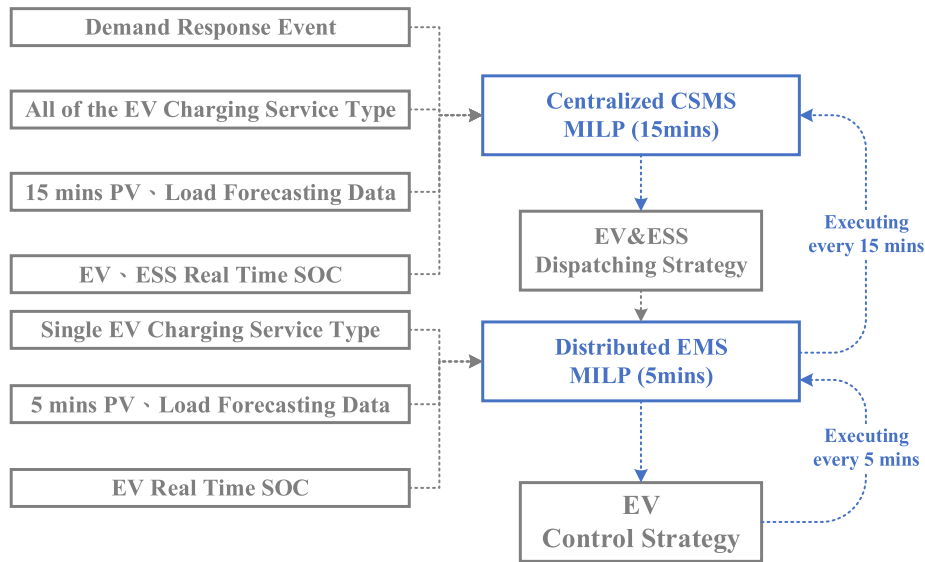 Demand Response Event
All of the EV Charging Service Type
15 mins PV、Load Forecasting Data
EV、ESS Real Time SOC
Single EV Charging Service Type
5 mins PV、Load Forecasting Data
EV Real Time SOC
Centralized CSMS
MILP (15mins)
EV&ESS
Dispatching Strategy
Distributed EMS
MILP (5mins)
EV
Control Strategy
Executing
every 15 mins
Executing
every 5 mins